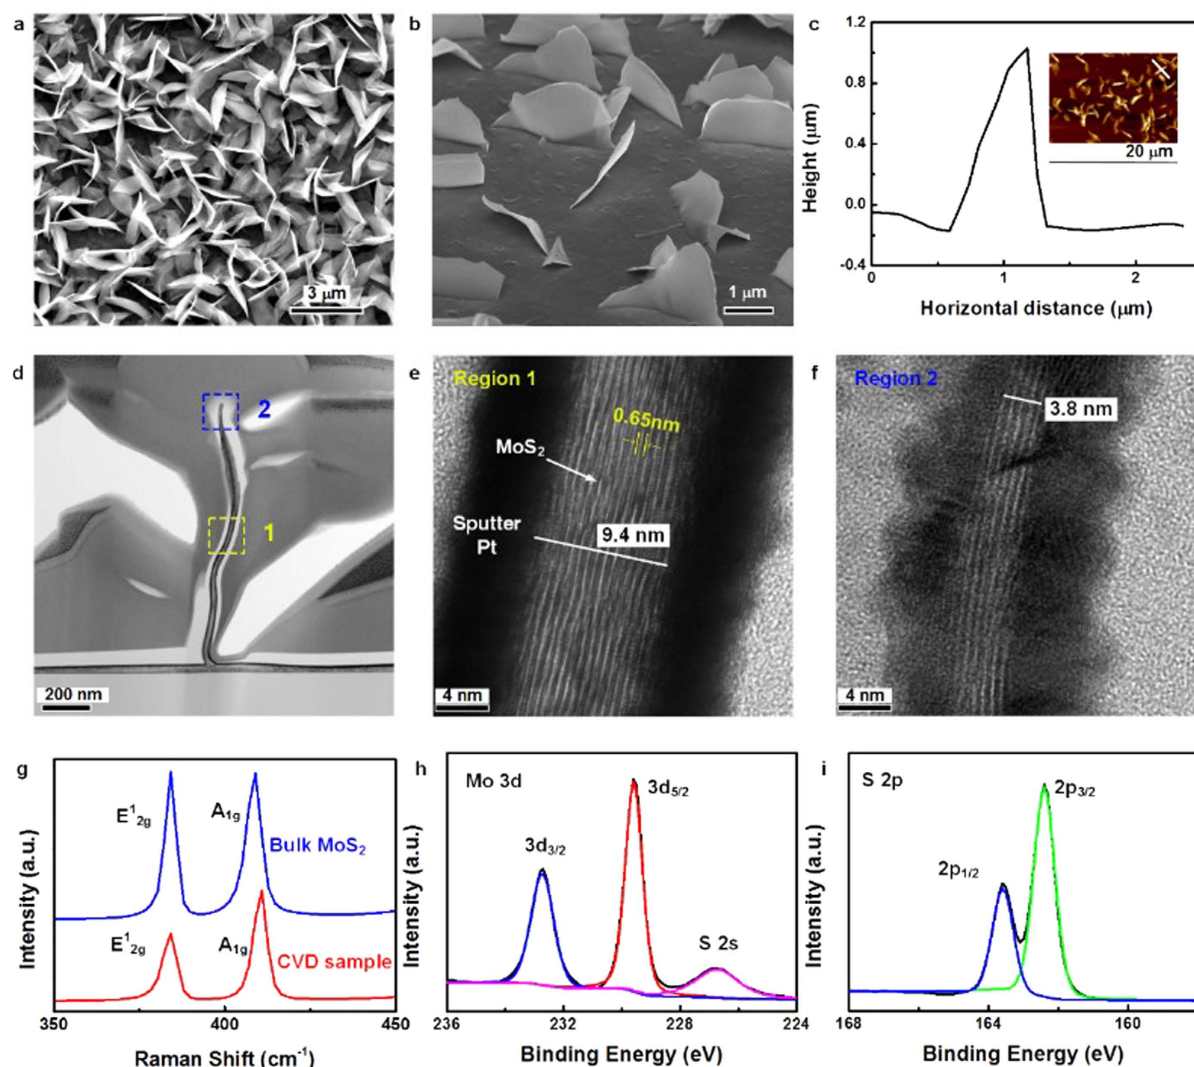 a
3 μm
b
1 μm
c
1.2
0.8
0.4
0.0
-0.4
Height (μm)
0
1
2
Horizontal distance (μm)
20 μm
d
2
1
200 nm
e
Region 1
0.65nm
MoS₂
Sputter
Pt
9.4 nm
4 nm
f
Region 2
3.8 nm
4 nm
g
Intensity (a.u.)
E¹₂g
A₁g
Bulk MoS₂
E¹₂g
A₁g
CVD sample
350
400
450
Raman Shift (cm⁻¹)
h
Mo 3d
Intensity (a.u.)
3d₅/₂
3d₃/₂
S 2s
236
232
228
224
Binding Energy (eV)
i
S 2p
Intensity (a.u.)
2p₃/₂
2p₁/₂
168
164
160
Binding Energy (eV)